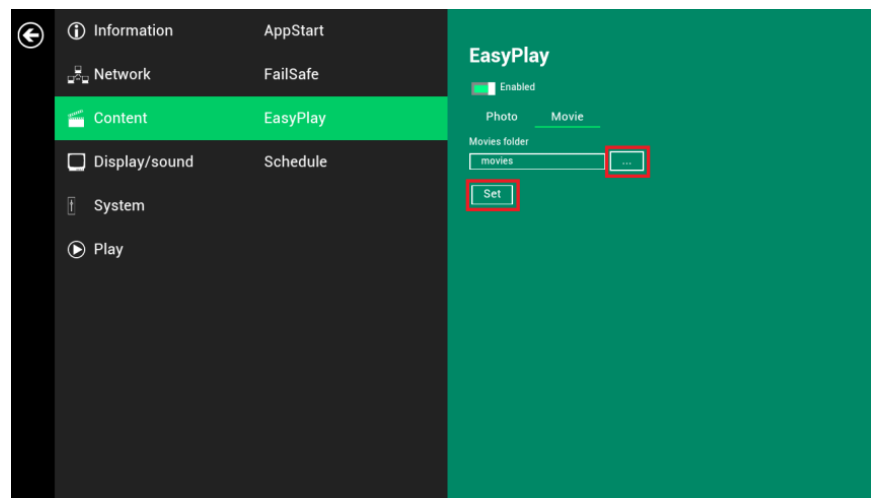 Information
Network
Content
Display/sound
System
Play
AppStart
FailSafe
EasyPlay
Schedule
EasyPlay
Enabled
Photo Movie
Movies folder
movies ...
Set